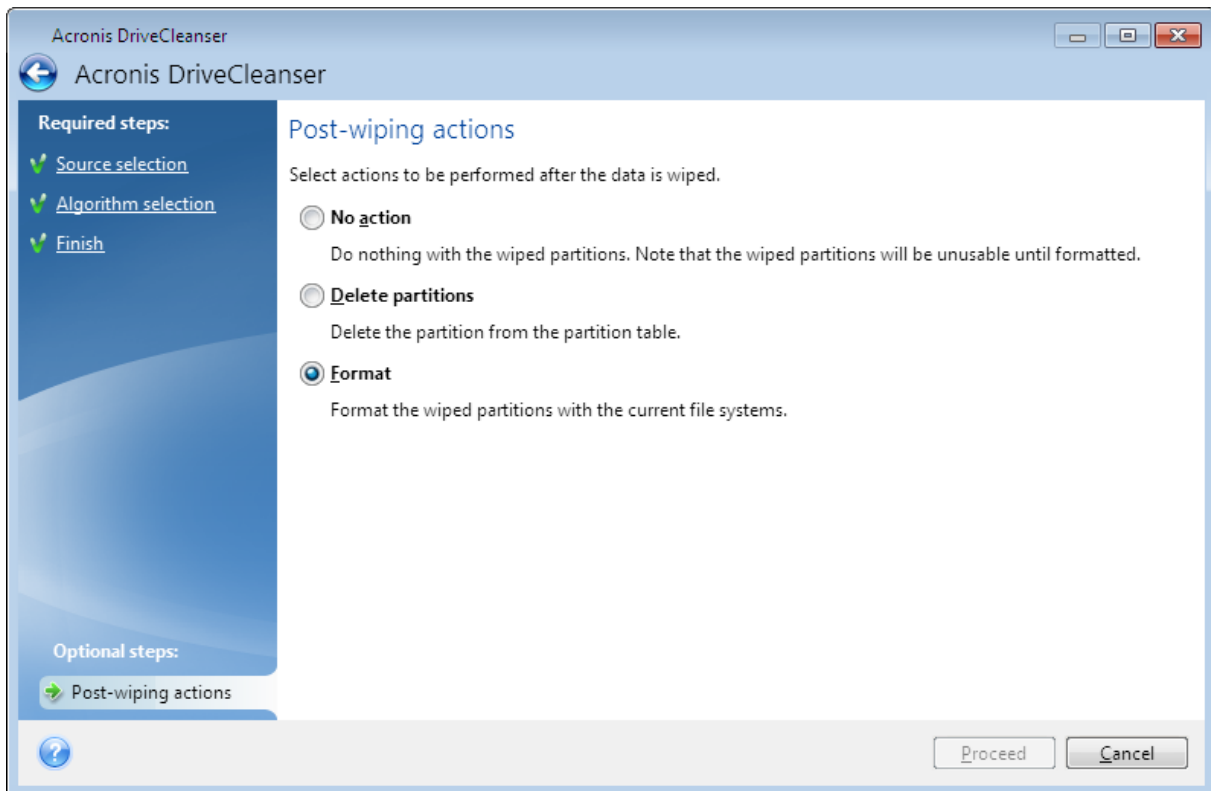 Acronis DriveCleanser
Acronis DriveCleanser
Required steps:
Source selection
Algorithm selection
Finish
Optional steps:
Post-wiping actions
Post-wiping actions
Select actions to be performed after the data is wiped.
No action
Do nothing with the wiped partitions. Note that the wiped partitions will be unusable until formatted.
Delete partitions
Delete the partition from the partition table.
Format
Format the wiped partitions with the current file systems.
?
Proceed
Cancel